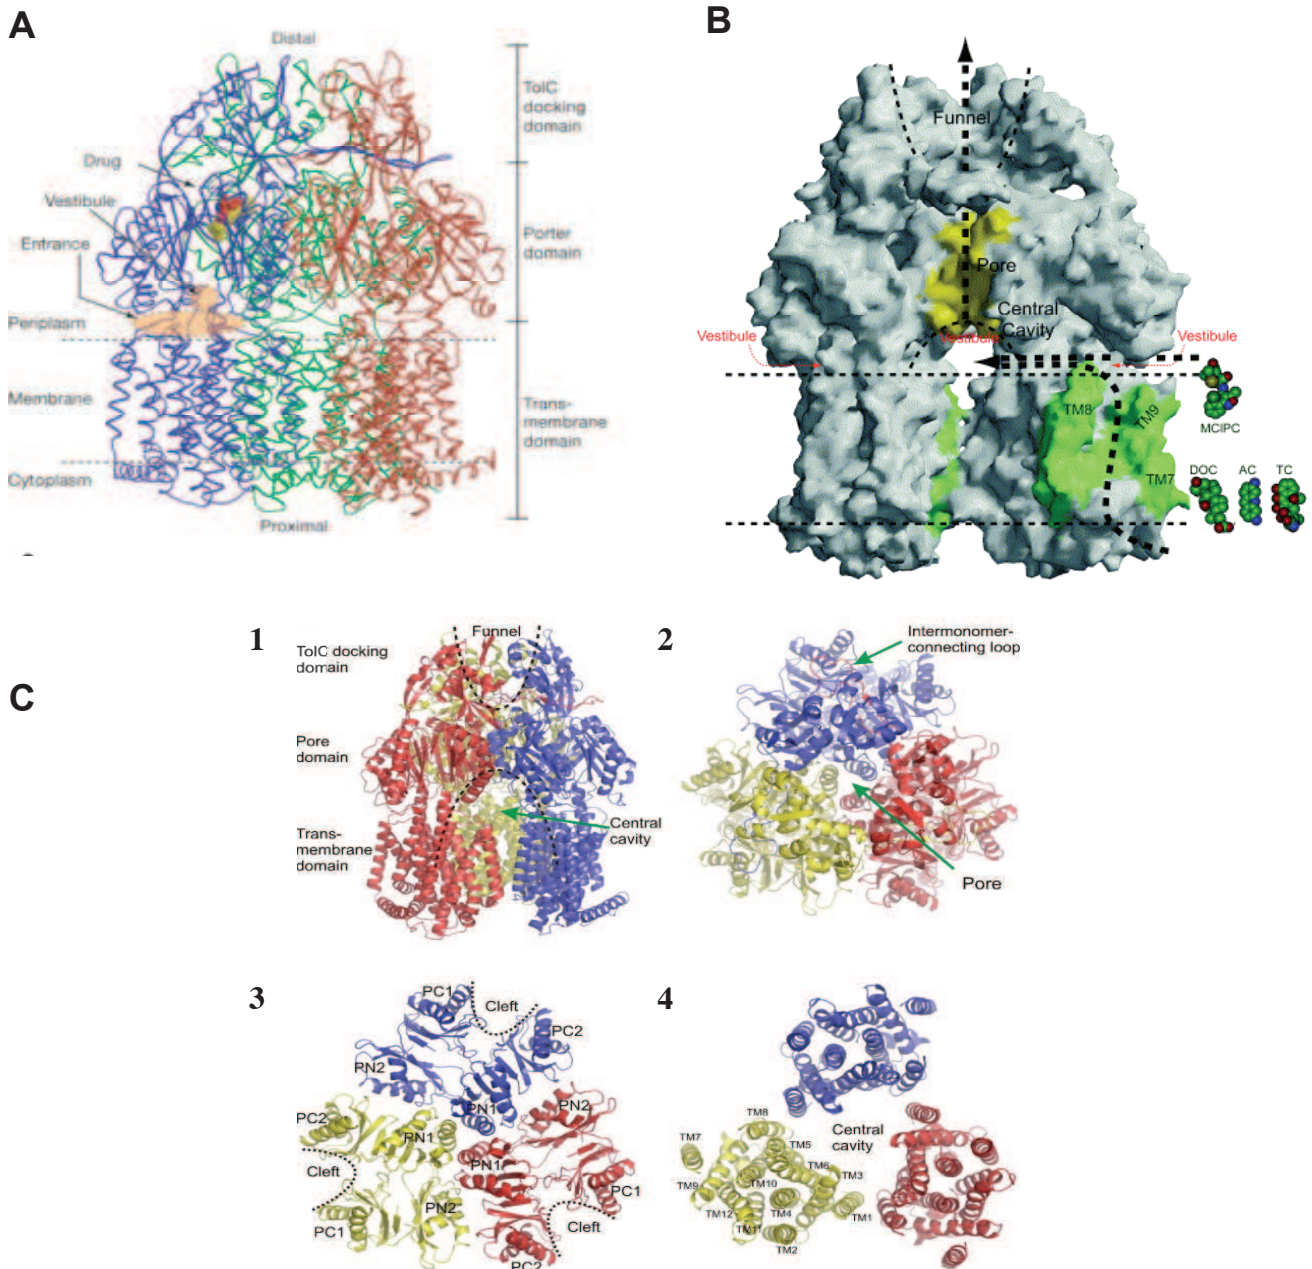 A
Distal
TolC
docking
domain
Drug
Vestibule
Entrance
Porter
domain
Periplasm
Membrane
Trans-
membrane
domain
Cytoplasm
Proximal
B
Funnel
Pore
Central
Cavity
Vestibule
Vestibule
Vestibule
TM8
TM9
TM7
MCIPC
DOC
AC
TC
C
1
Funnel
TolC docking
domain
Pore
domain
Trans-
membrane
domain
Central
cavity
2
Intermonomer-
connecting loop
Pore
3
PC1
Cleft
PC2
PN2
PN1
PN2
PC2
PN1
PN1
Cleft
PN2
PC1
PC1
Cleft
PC2
4
Central
cavity
TM8
TM7
TM5
TM6
TM3
TM9
TM10
TM4
TM12
TM1
TM11
TM2